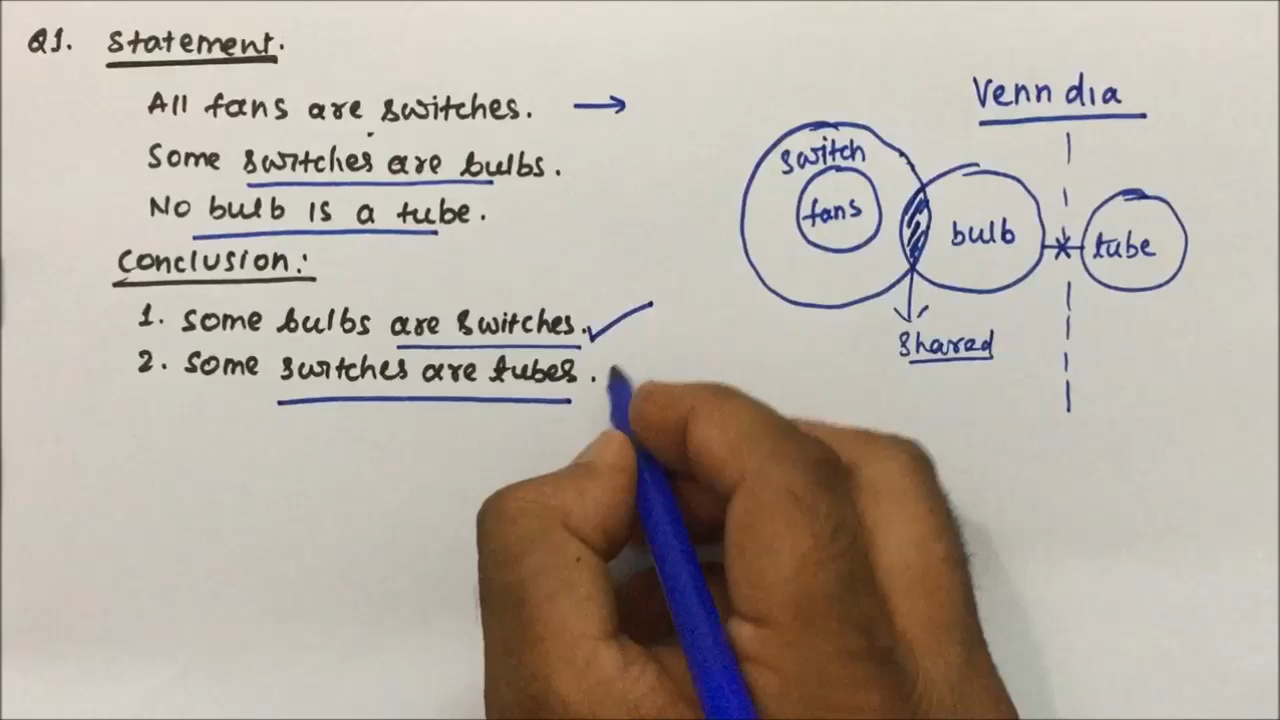 Q1. Statement.
All fans are switches. →
Some switches are bulbs.
No bulb is a tube.
Conclusion:
1. Some bulbs are switches. ✓
2. Some switches are tubes.
Venn dia
switch
fans
bulb
tube
Shared